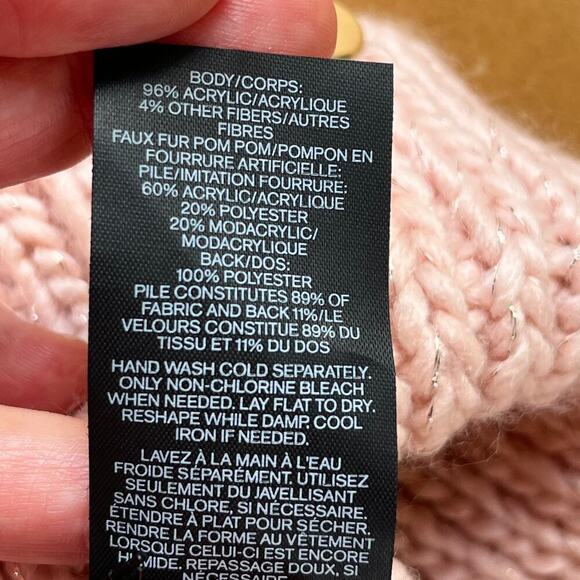 BODY/CORPS:
96% ACRYLIC/ACRYLIQUE
4% OTHER FIBERS/AUTRES
FIBRES
FAUX FUR POM POM/POMPON EN
FOURRURE ARTIFICIELLE:
PILE/IMITATION FOURRURE:
60% ACRYLIC/ACRYLIQUE
20% POLYESTER
20% MODACRYLIC/
MODACRYLIQUE
BACK/DOS:
100% POLYESTER
PILE CONSTITUTES 89% OF
FABRIC AND BACK 11%/LE
VELOURS CONSTITUE 89% DU
TISSU ET 11% DU DOS
HAND WASH COLD SEPARATELY.
ONLY NON-CHLORINE BLEACH
WHEN NEEDED. LAY FLAT TO DRY.
RESHAPE WHILE DAMP. COOL
IRON IF NEEDED.
LAVEZ À LA MAIN À L'EAU
FROIDE SÉPARÉMENT. UTILISEZ
SEULEMENT DU JAVELLISANT
SANS CHLORE, SI NÉCESSAIRE.
ÉTENDRE À PLAT POUR SÉCHER.
RENDRE LA FORME AU VÊTEMENT
LORSQUE CELUI-CI EST ENCORE
HUMIDE. REPASSAGE DOUX, SI
NÉCESSAIRE